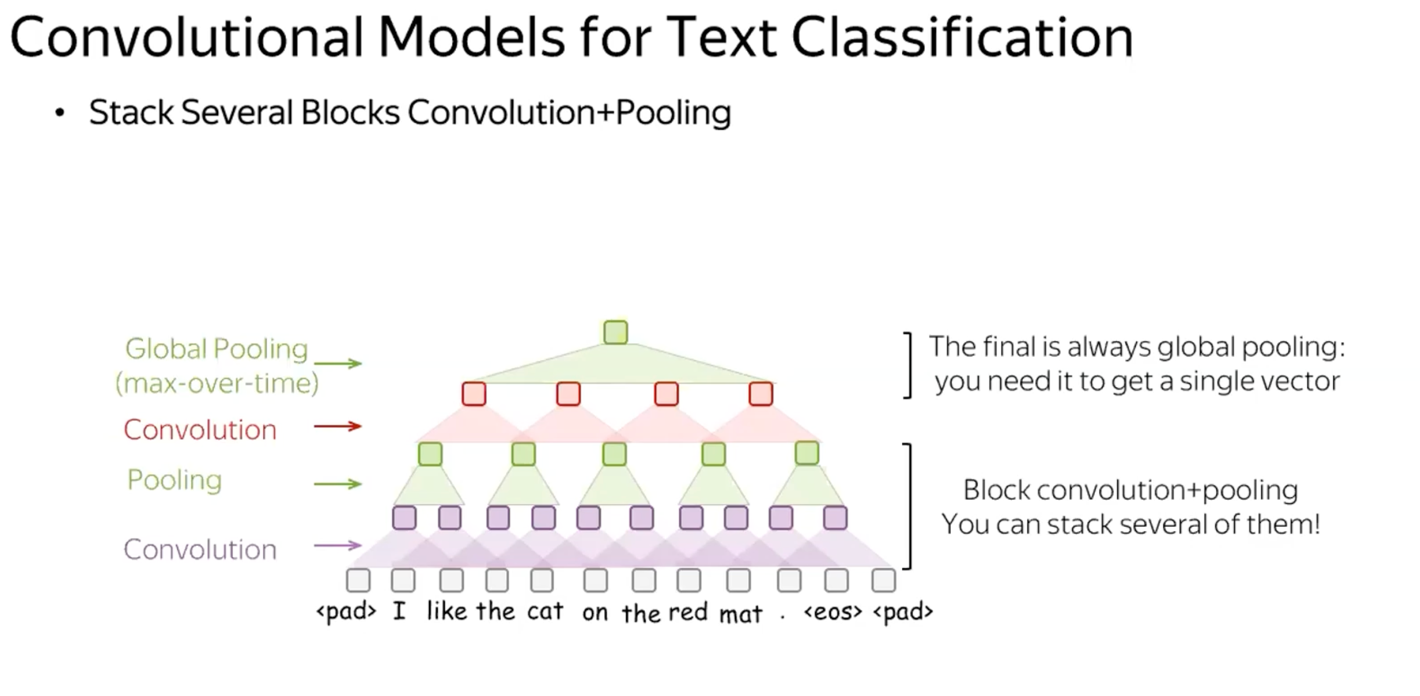 Convolutional Models for Text Classification
• Stack Several Blocks Convolution+Pooling
Global Pooling
(max-over-time)
Convolution
Pooling
Convolution
The final is always global pooling:
you need it to get a single vector
Block convolution+pooling
You can stack several of them!
<pad> I like the cat on the red mat . <eos> <pad>